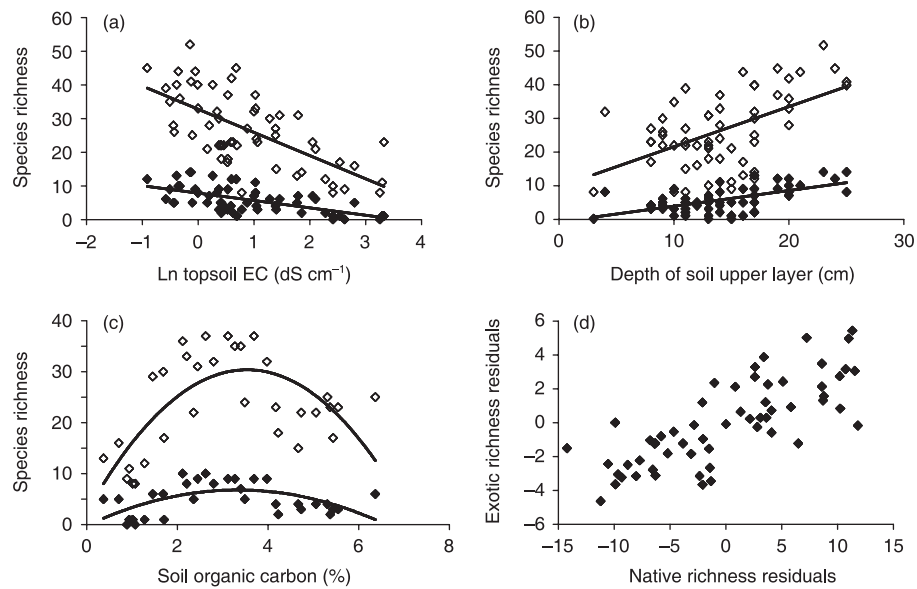 (a)
60
50
40
30
20
10
0
Species richness
–2 –1 0 1 2 3 4
Ln topsoil EC (dS cm⁻¹)
(b)
60
50
40
30
20
10
0
Species richness
0 10 20 30
Depth of soil upper layer (cm)
(c)
40
30
20
10
0
Species richness
0 2 4 6 8
Soil organic carbon (%)
(d)
6
4
2
0
–2
–4
–6
Exotic richness residuals
–15 –10 –5 0 5 10 15
Native richness residuals